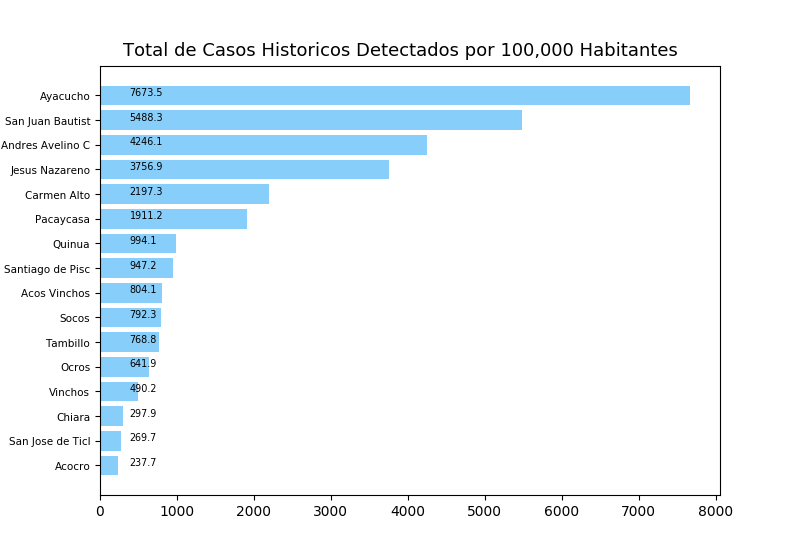 Total de Casos Historicos Detectados por 100,000 Habitantes
Ayacucho 7673.5
San Juan Bautist 5488.3
Andres Avelino C 4246.1
Jesus Nazareno 3756.9
Carmen Alto 2197.3
Pacaycasa 1911.2
Quinua 994.1
Santiago de Pisc 947.2
Acos Vinchos 804.1
Socos 792.3
Tambillo 768.8
Ocros 641.9
Vinchos 490.2
Chiara 297.9
San Jose de Ticl 269.7
Acocro 237.7
0 1000 2000 3000 4000 5000 6000 7000 8000